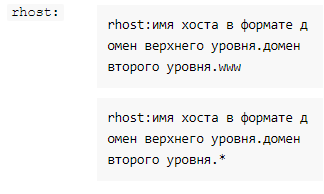 rhost:
rhost:имя хоста в формате д
омен верхнего уровня.домен
второго уровня.www
rhost:имя хоста в формате д
омен верхнего уровня.домен
второго уровня.*